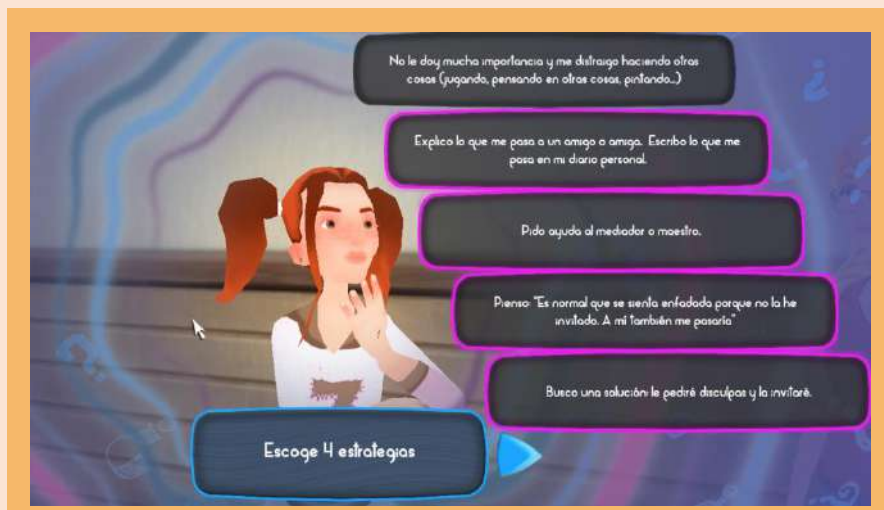 No le doy mucha importancia y me distraigo haciendo otras
cosas (jugando, pensando en otras cosas, pintando...)
Explico lo que me pasa a un amigo o amiga. Escribo lo que me
pasa en mi diario personal.
Pido ayuda al mediador o maestro.
Pienso: "Es normal que se sienta enfadada porque no la he
invitado. A mí también me pasaría"
Busco una solución: le pediré disculpas y la invitaré.
Escoge 4 estrategias